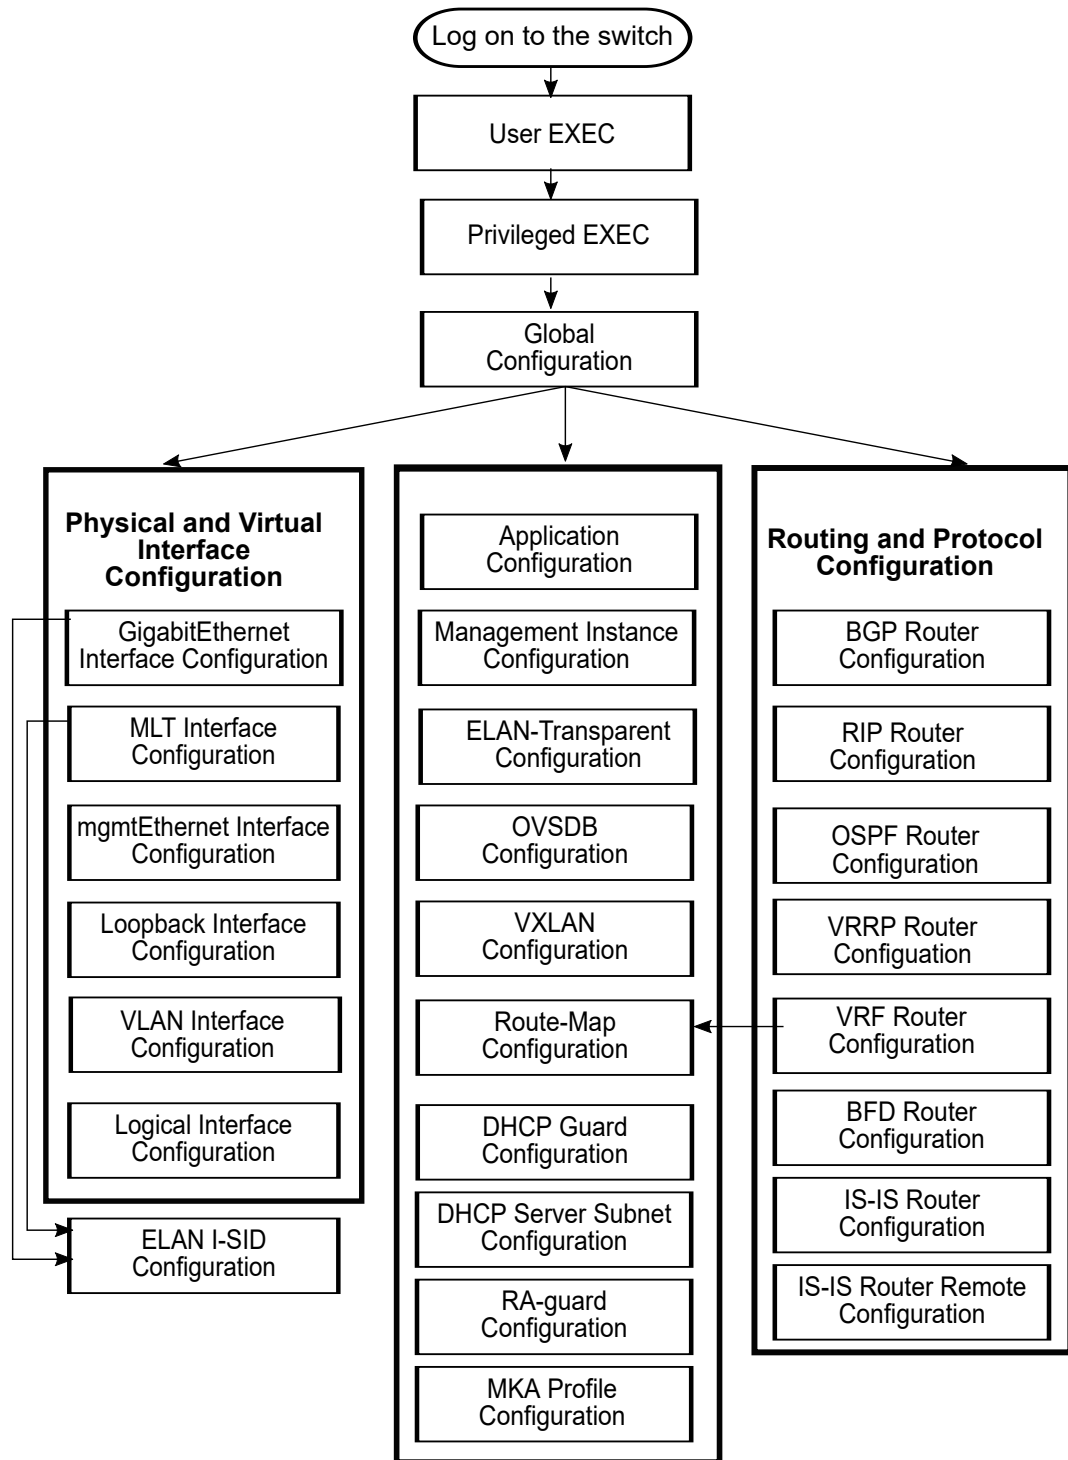 Log on to the switch
User EXEC
Privileged EXEC
Global
Configuration
Physical and Virtual
Interface
Configuration
GigabitEthernet
Interface Configuration
MLT Interface
Configuration
mgmtEthernet Interface
Configuration
Loopback Interface
Configuration
VLAN Interface
Configuration
Logical Interface
Configuration
ELAN I-SID
Configuration
Application
Configuration
Management Instance
Configuration
ELAN-Transparent
Configuration
OVSDB
Configuration
VXLAN
Configuration
Route-Map
Configuration
DHCP Guard
Configuration
DHCP Server Subnet
Configuration
RA-guard
Configuration
MKA Profile
Configuration
Routing and Protocol
Configuration
BGP Router
Configuration
RIP Router
Configuration
OSPF Router
Configuration
VRRP Router
Configuation
VRF Router
Configuration
BFD Router
Configuration
IS-IS Router
Configuration
IS-IS Router Remote
Configuration